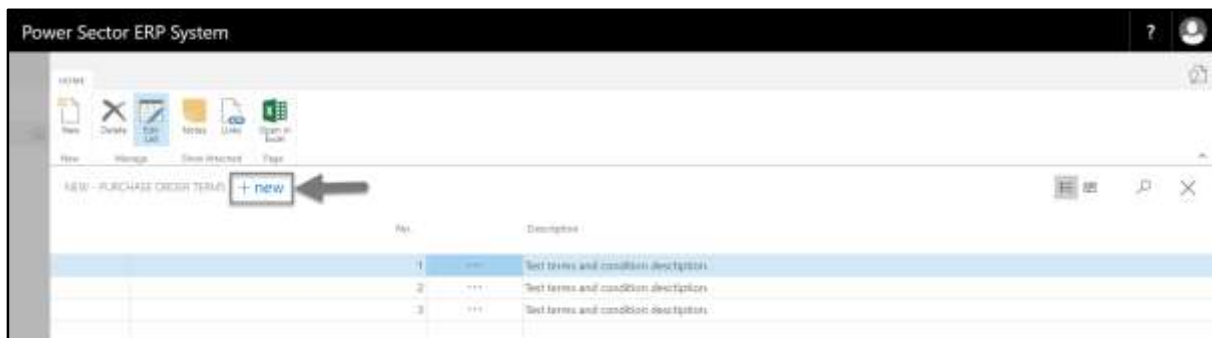 Power Sector ERP System ?
HOME
New Delete Edit List Notes Links Open in Excel
New Manage Show Attached Page
NEW - PURCHASE ORDER TERMS + new
No. Description
1 ... Test terms and condition description.
2 ... Test terms and condition description.
3 ... Test terms and condition description.